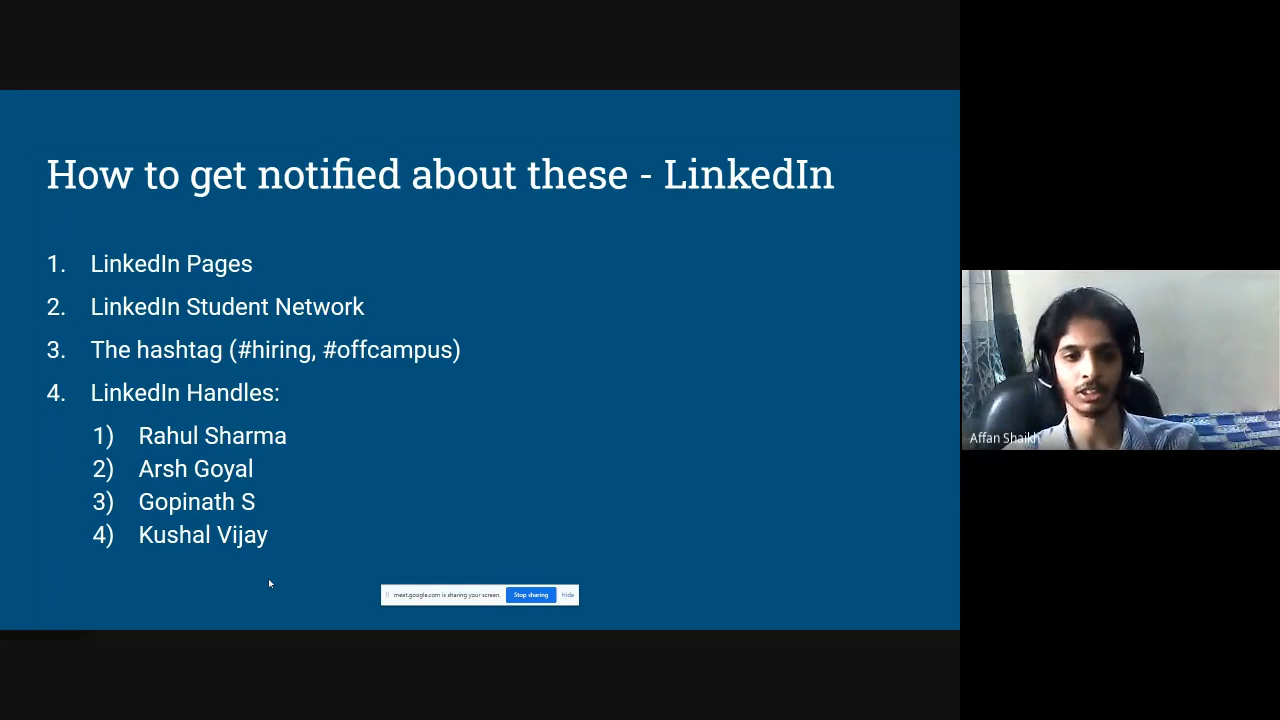 How to get notified about these - LinkedIn
1. LinkedIn Pages
2. LinkedIn Student Network
3. The hashtag (#hiring, #offcampus)
4. LinkedIn Handles:
1) Rahul Sharma
2) Arsh Goyal
3) Gopinath S
4) Kushal Vijay
meet.google.com is sharing your screen. Stop sharing Hide
Affan Shaikh